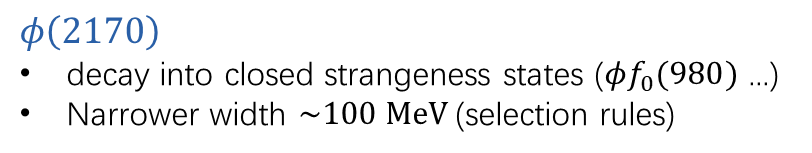 ϕ(2170)
• decay into closed strangeness states (ϕf₀(980) ...)
• Narrower width ~100 MeV (selection rules)